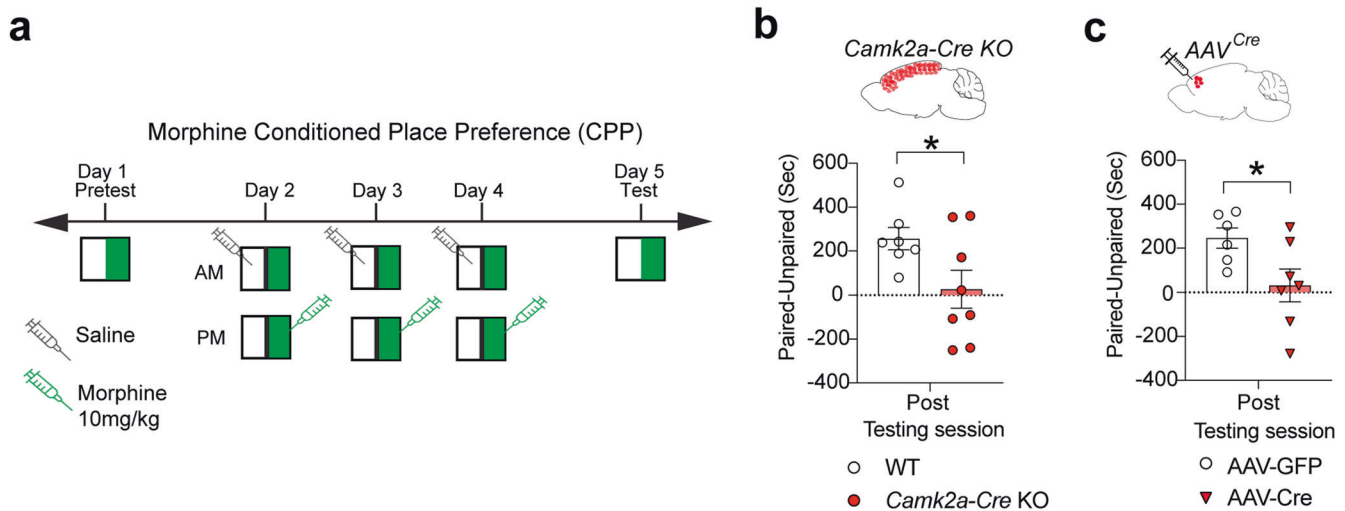 a
Morphine Conditioned Place Preference (CPP)
Day 1
Pretest
Day 2
Day 3
Day 4
Day 5
Test
AM
PM
Saline
Morphine
10mg/kg
b
Camk2a-Cre KO
*
Paired-Unpaired (Sec)
600
400
200
0
-200
-400
Post
Testing session
WT
Camk2a-Cre KO
c
AAV^Cre
*
Paired-Unpaired (Sec)
600
400
200
0
-200
-400
Post
Testing session
AAV-GFP
AAV-Cre